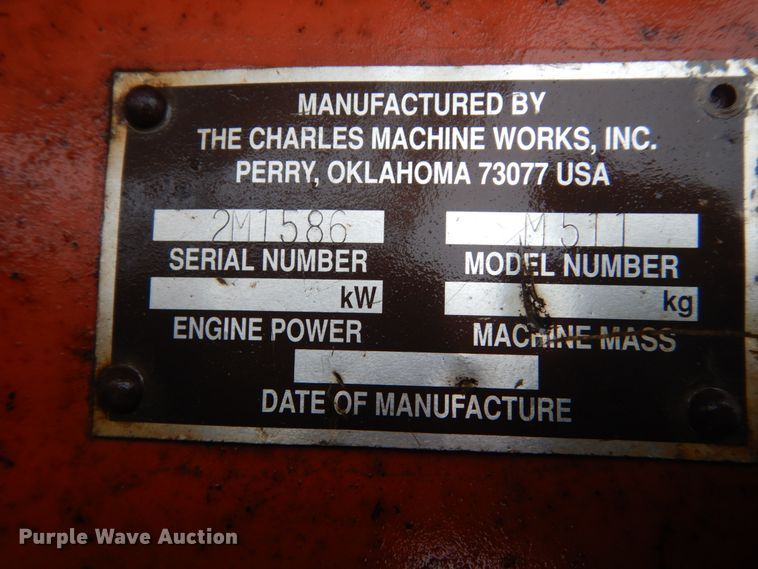 MANUFACTURED BY
THE CHARLES MACHINE WORKS, INC.
PERRY, OKLAHOMA 73077 USA
2M1586 M511
SERIAL NUMBER MODEL NUMBER
kW kg
ENGINE POWER MACHINE MASS
DATE OF MANUFACTURE
Purple Wave Auction